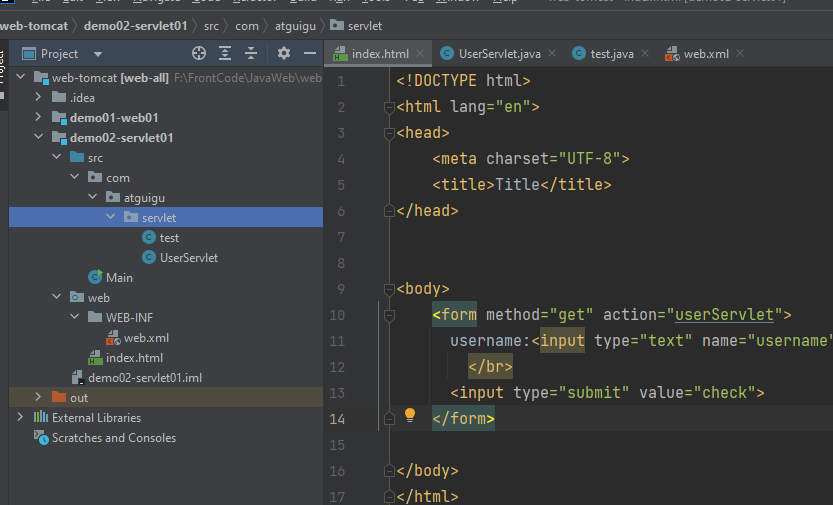 web-tomcat demo02-servlet01 src com atguigu servlet
Project
index.html UserServlet.java test.java web.xml
web-tomcat [web-all] F:\FrontCode\JavaWeb\web
.idea
demo01-web01
demo02-servlet01
src
com
atguigu
servlet
test
UserServlet
Main
web
WEB-INF
web.xml
index.html
demo02-servlet01.iml
out
External Libraries
Scratches and Consoles
1 <!DOCTYPE html>
2 <html lang="en">
3 <head>
4 <meta charset="UTF-8">
5 <title>Title</title>
6 </head>
7
8
9 <body>
10 <form method="get" action="userServlet">
11 username:<input type="text" name="username"
12 </br>
13 <input type="submit" value="check">
14 </form>
15
16 </body>
17 </html>